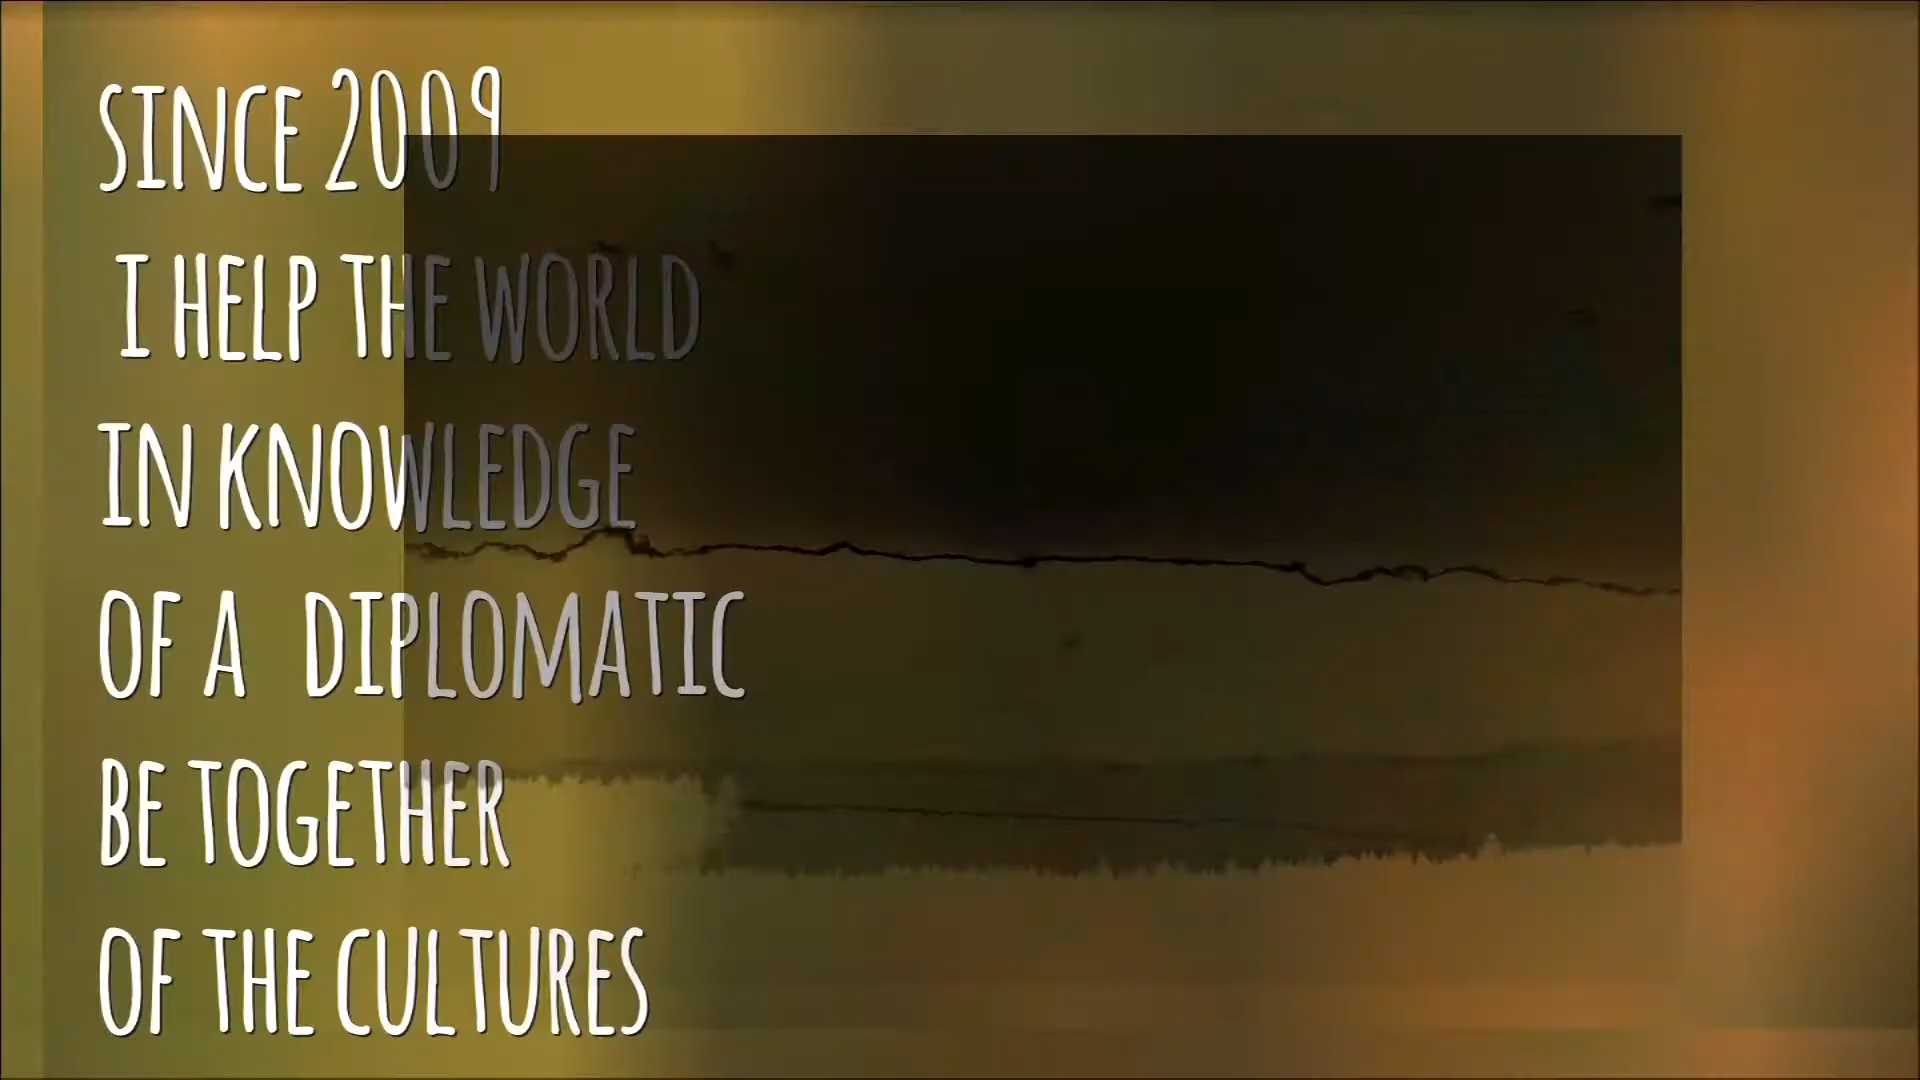 SINCE 2009
I HELP THE WORLD
IN KNOWLEDGE
OF A DIPLOMATIC
BE TOGETHER
OF THE CULTURES